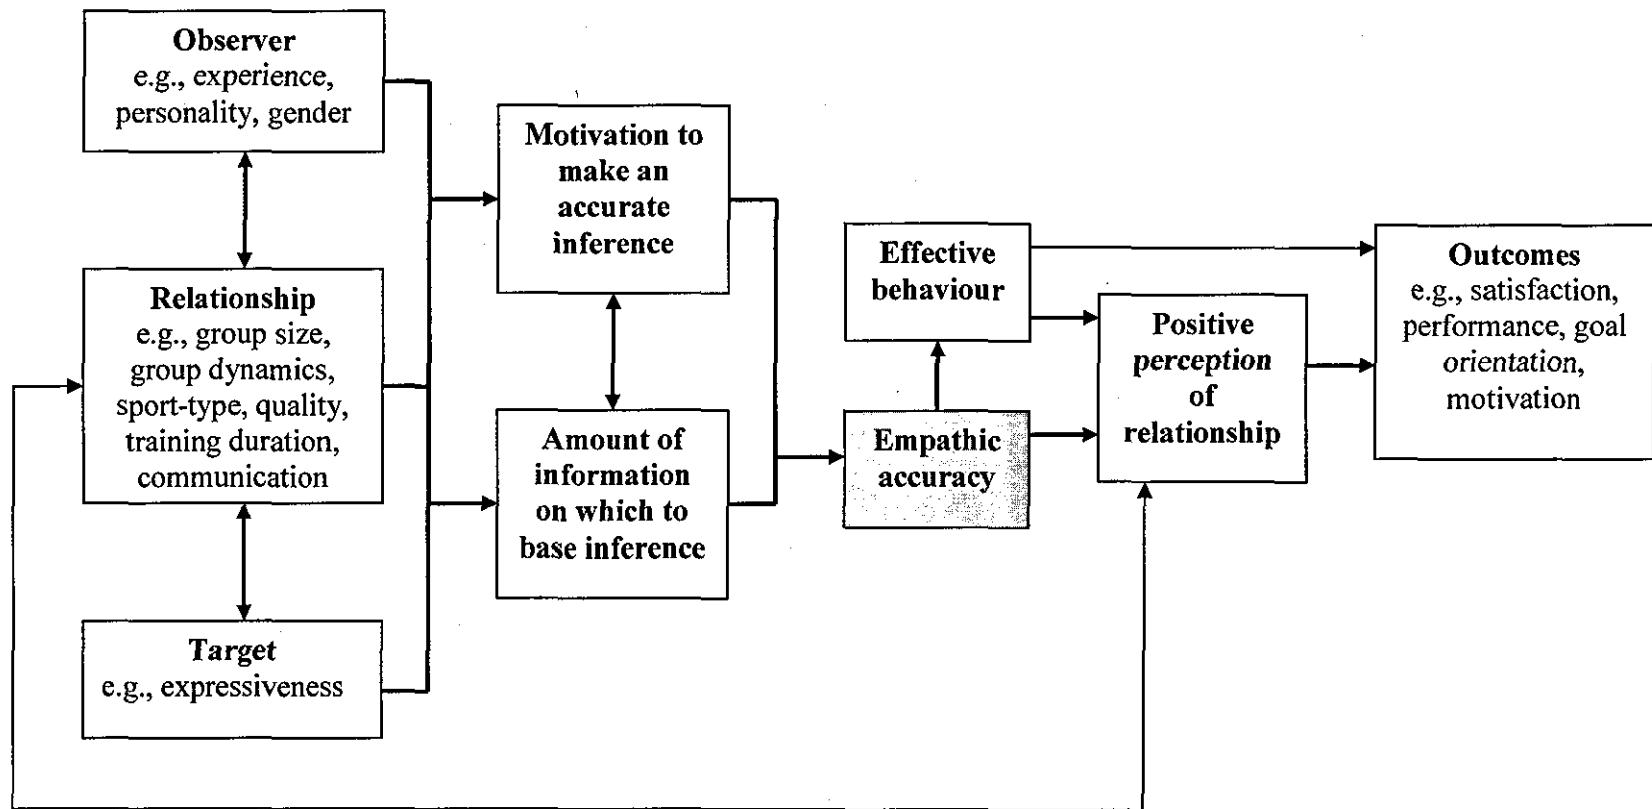 Observer
e.g., experience,
personality, gender
Relationship
e.g., group size,
group dynamics,
sport-type, quality,
training duration,
communication
Target
e.g., expressiveness
Motivation to
make an
accurate
inference
Amount of
information
on which to
base inference
Effective
behaviour
Empathic
accuracy
Positive
perception
of
relationship
Outcomes
e.g., satisfaction,
performance, goal
orientation,
motivation